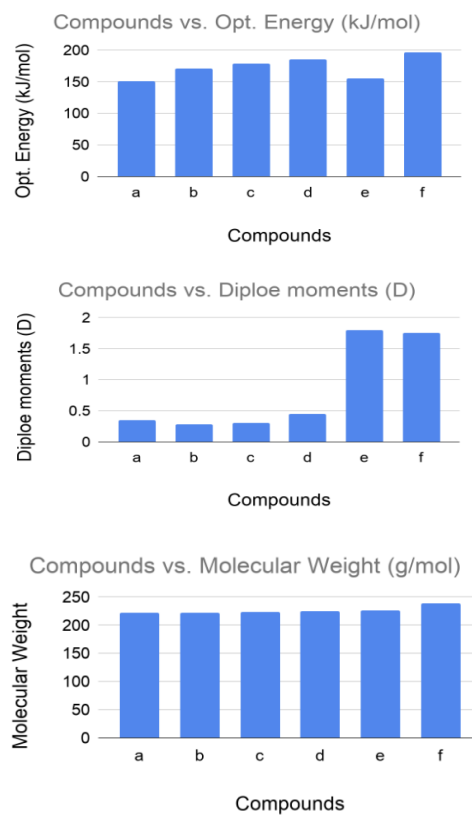 Compounds vs. Opt. Energy (kJ/mol)
Opt. Energy (kJ/mol)
200
150
100
50
0
a b c d e f
Compounds
Compounds vs. Diploe moments (D)
Diploe moments (D)
2
1.5
1
0.5
0
a b c d e f
Compounds
Compounds vs. Molecular Weight (g/mol)
Molecular Weight
250
200
150
100
50
0
a b c d e f
Compounds